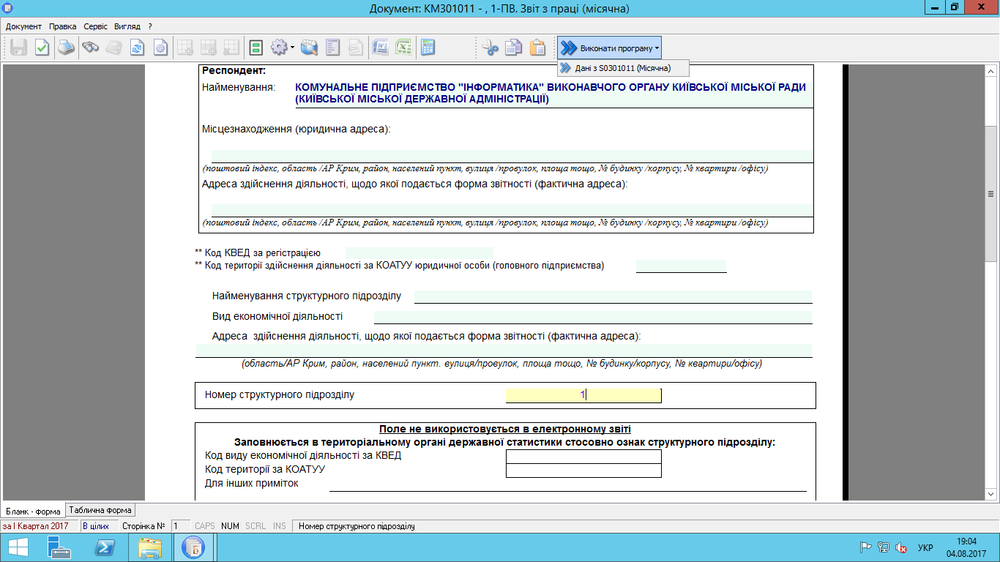 Документ: КМ301011 - , 1-ПВ. Звіт з праці (місячна)
Документ Правка Сервіс Вигляд ?
Виконати програму
Дані з S0301011 (Місячна)
Респондент:
Найменування: КОМУНАЛЬНЕ ПІДПРИЄМСТВО "ІНФОРМАТИКА" ВИКОНАВЧОГО ОРГАНУ КИЇВСЬКОЇ МІСЬКОЇ РАДИ
(КИЇВСЬКОЇ МІСЬКОЇ ДЕРЖАВНОЇ АДМІНІСТРАЦІЇ)
Місцезнаходження (юридична адреса):
(поштовий індекс, область /АР Крим, район, населений пункт, вулиця /провулок, площа тощо, № будинку /корпусу, № квартири /офісу)
Адреса здійснення діяльності, щодо якої подається форма звітності (фактична адреса):
(поштовий індекс, область /АР Крим, район, населений пункт, вулиця /провулок, площа тощо, № будинку /корпусу, № квартири /офісу)
** Код КВЕД за регістрацією
** Код території здійснення діяльності за КОАТУУ юридичної особи (головного підприємства)
Найменування структурного підрозділу
Вид економічної діяльності
Адреса здійснення діяльності, щодо якої подається форма звітності (фактична адреса):
(область/АР Крим, район, населений пункт. вулиця/провулок, площа тощо, № будинку/корпусу, № квартири/офісу)
Номер структурного підрозділу 1
Поле не використовується в електронному звіті
Заповнюється в територіальному органі державної статистики стосовно ознак структурного підрозділу:
Код виду економічної діяльності за КВЕД
Код території за КОАТУУ
Для інших приміток
Бланк - форма Таблична форма
за І Квартал 2017 В цілих Сторінка № 1 CAPS NUM SCRL INS Номер структурного підрозділу
УКР 19:04
04.08.2017